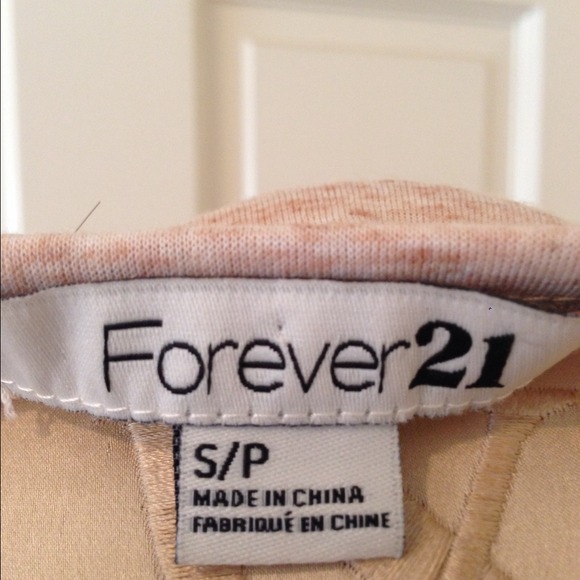 Forever21
S/P
MADE IN CHINA
FABRIQUÉ EN CHINE